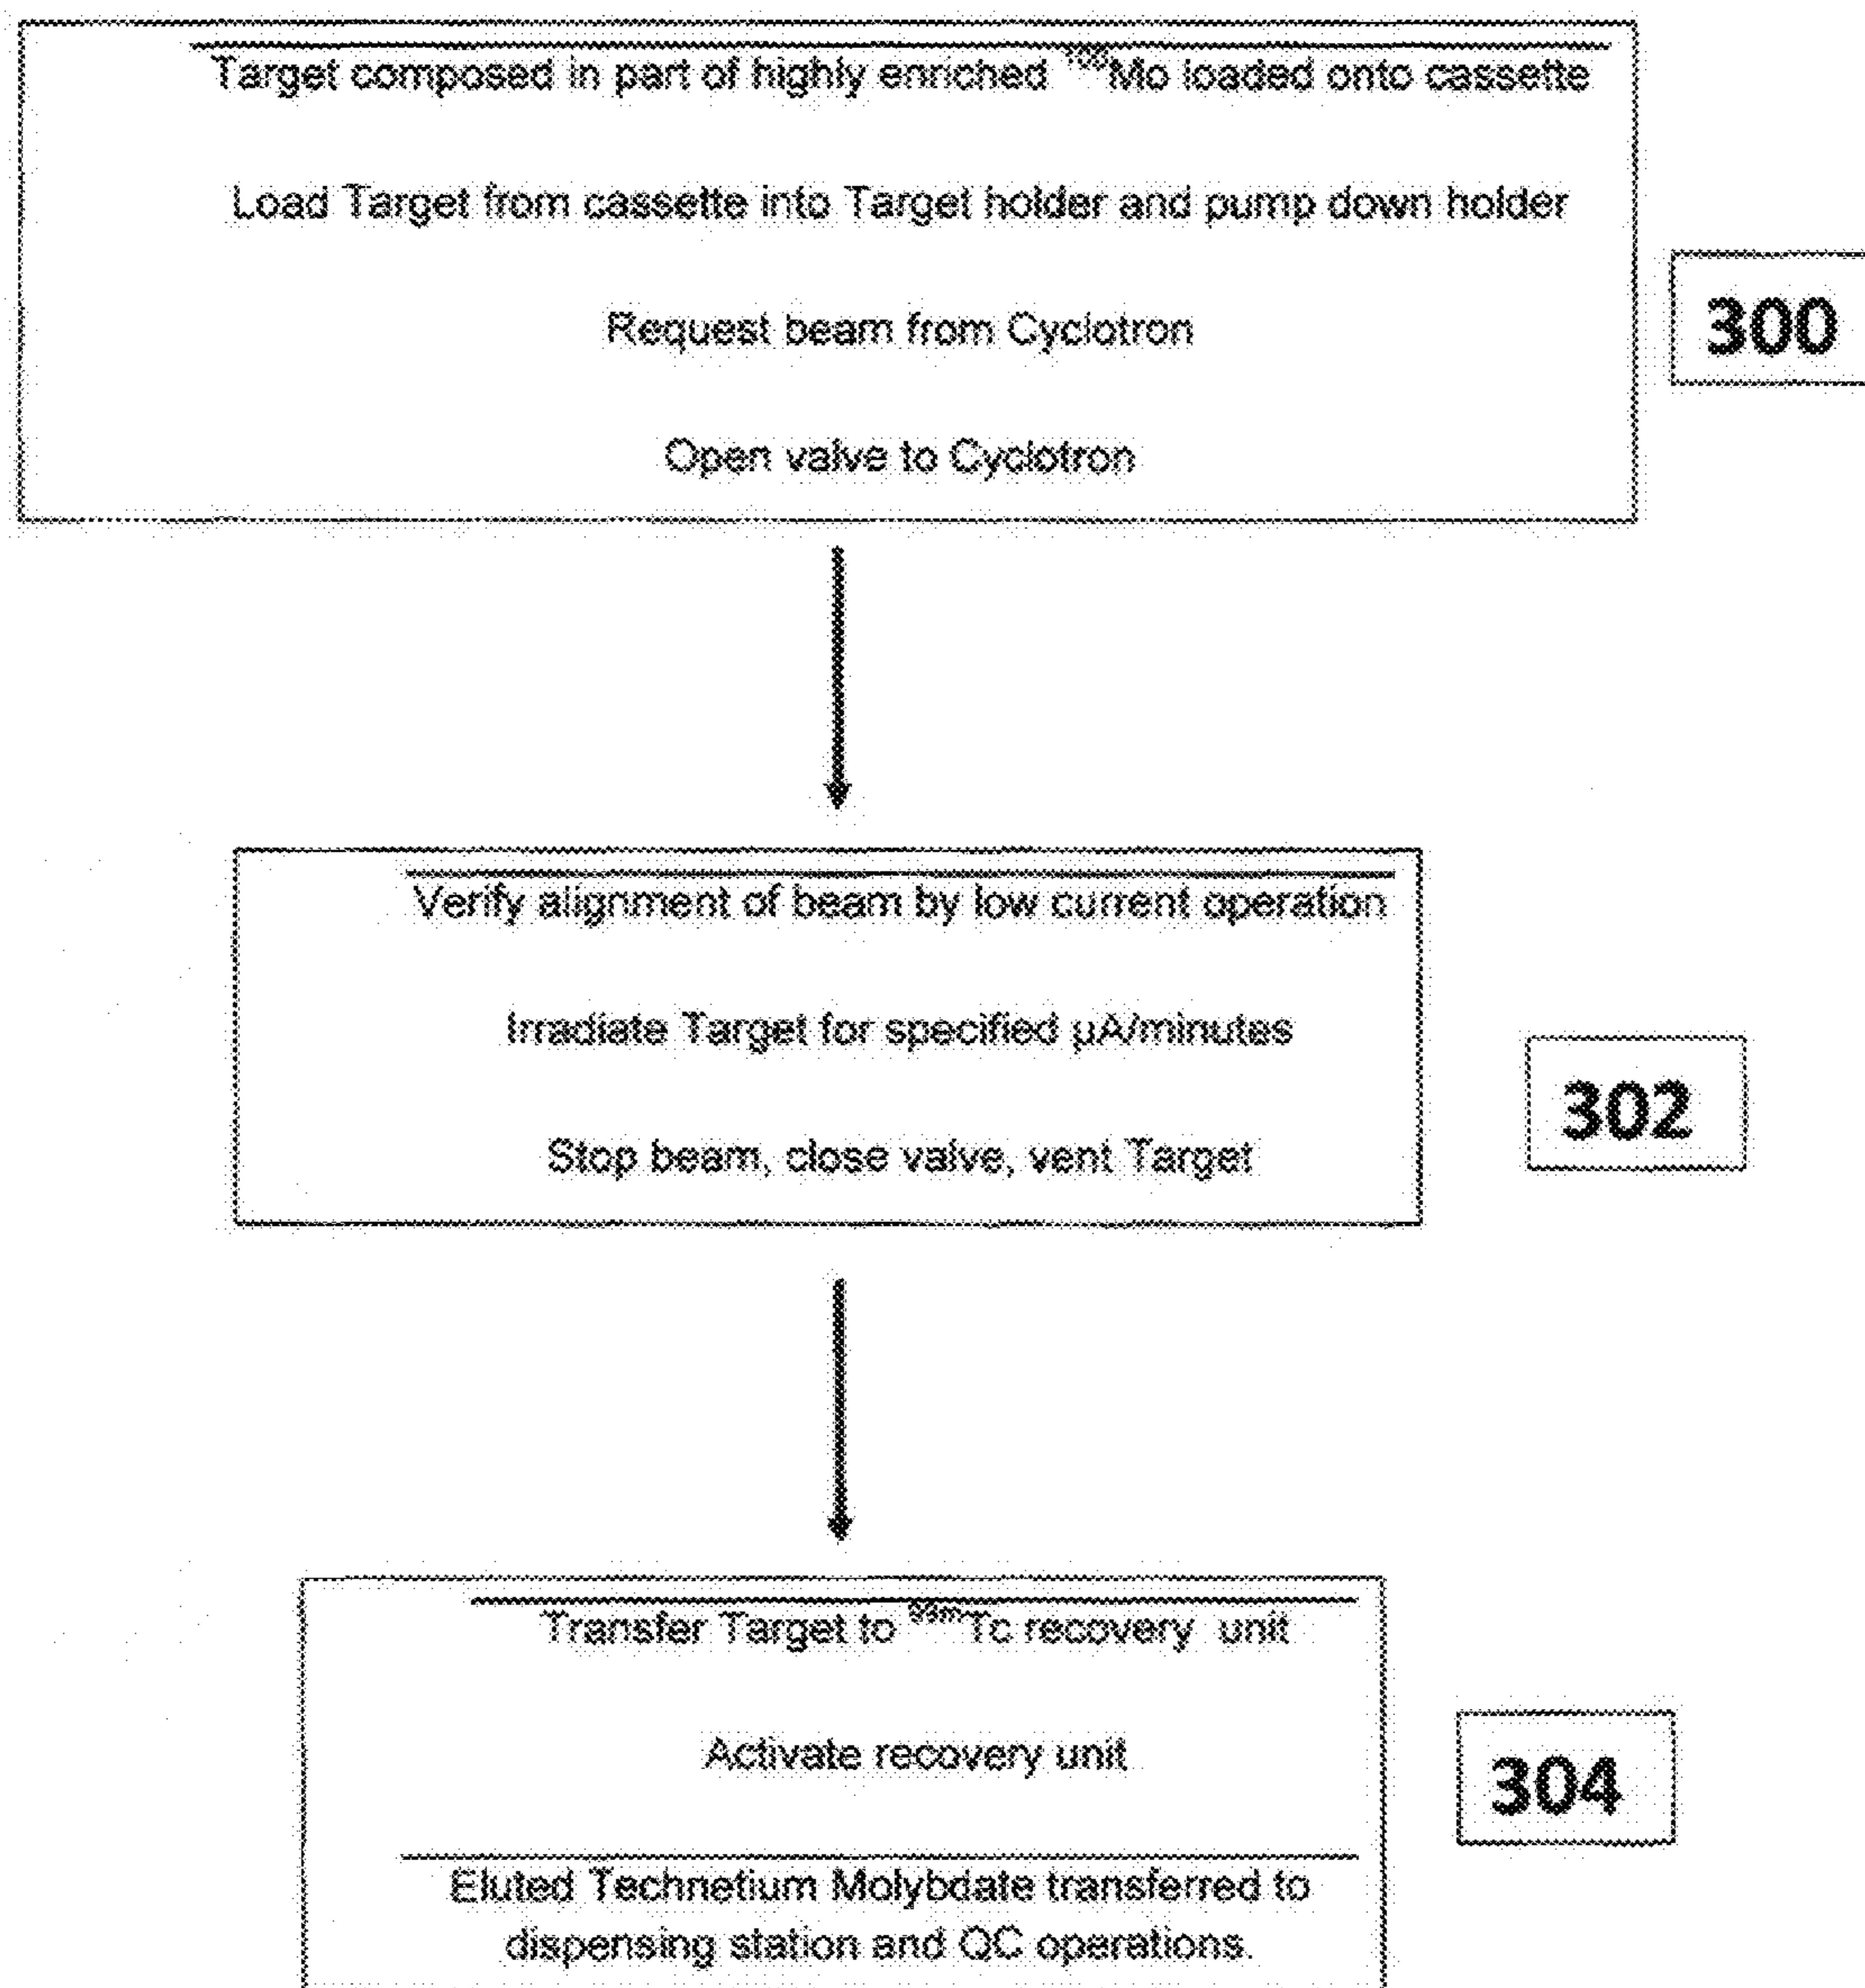 Target composed in part of highly enriched ¹⁰⁰Mo loaded onto cassette
Load Target from cassette into Target holder and pump down holder
Request beam from Cyclotron
Open valve to Cyclotron
300
Verify alignment of beam by low current operation
Irradiate Target for specified µA/minutes
Stop beam, close valve, vent Target
302
Transfer Target to ⁹⁹ᵐTc recovery unit
Activate recovery unit
304
Eluted Technetium Molybdate transferred to
dispensing station and QC operations.